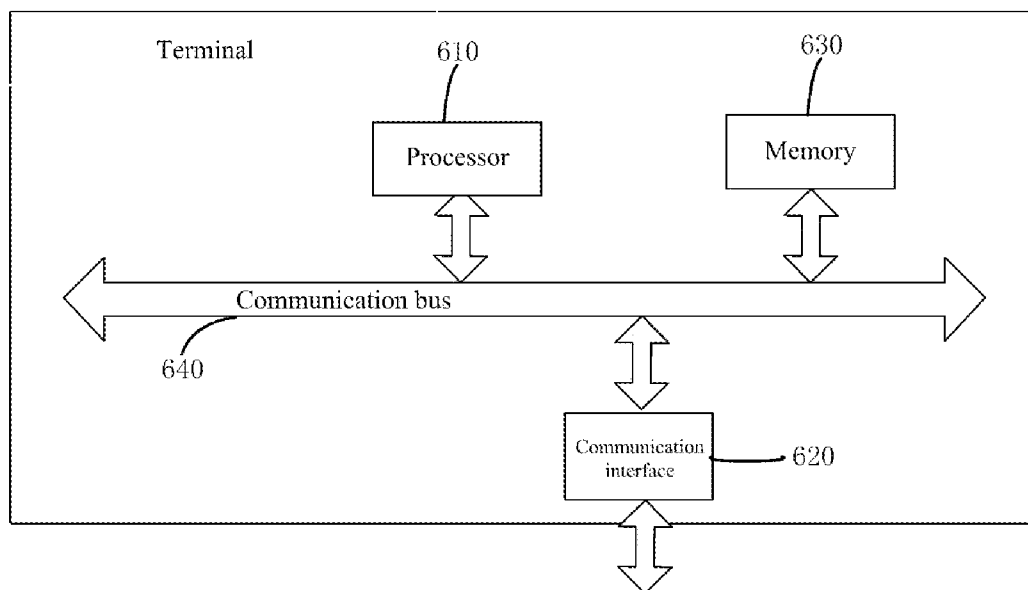 Terminal
610
630
Processor
Memory
Communication bus
640
Communication
interface
620